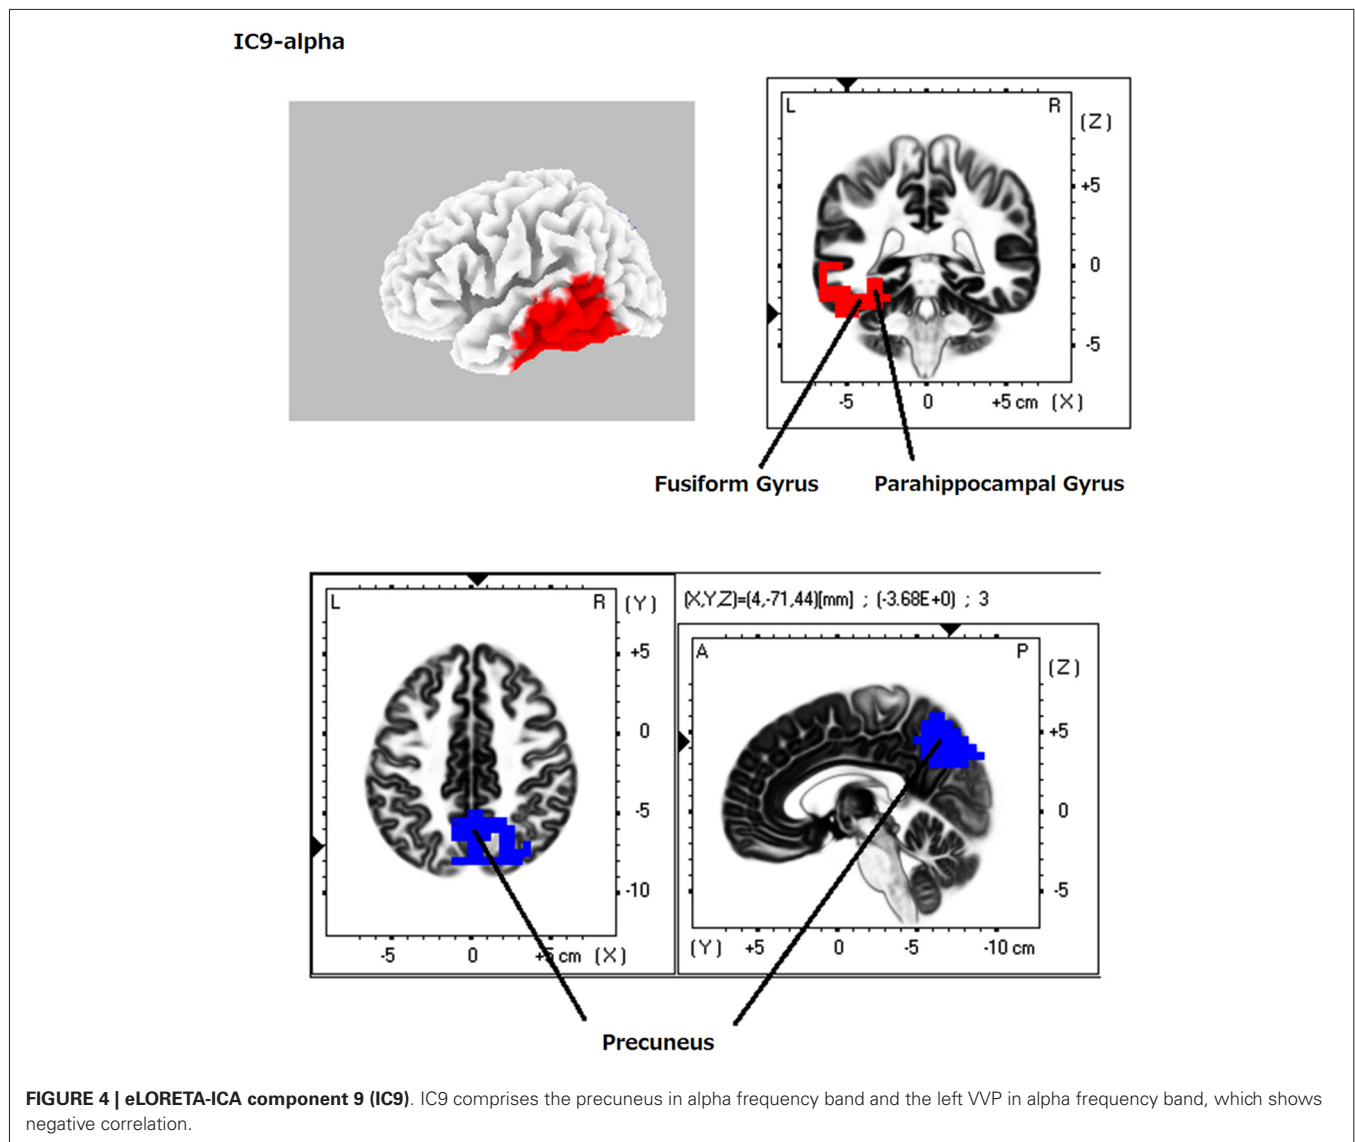 IC9-alpha
L R
(Z)
+5
0
-5
-5 0 +5 cm (X)
Fusiform Gyrus Parahippocampal Gyrus
L R (Y)
+5
0
-5
-10
-5 0 +5 cm (X)
(X,Y,Z)=(4,-71,44)[mm] ; (-3.68E+0) ; 3
A P (Z)
+5
0
-5
(Y) +5 0 -5 -10 cm
Precuneus
FIGURE 4 | eLORETA-ICA component 9 (IC9). IC9 comprises the precuneus in alpha frequency band and the left VVP in alpha frequency band, which shows
negative correlation.